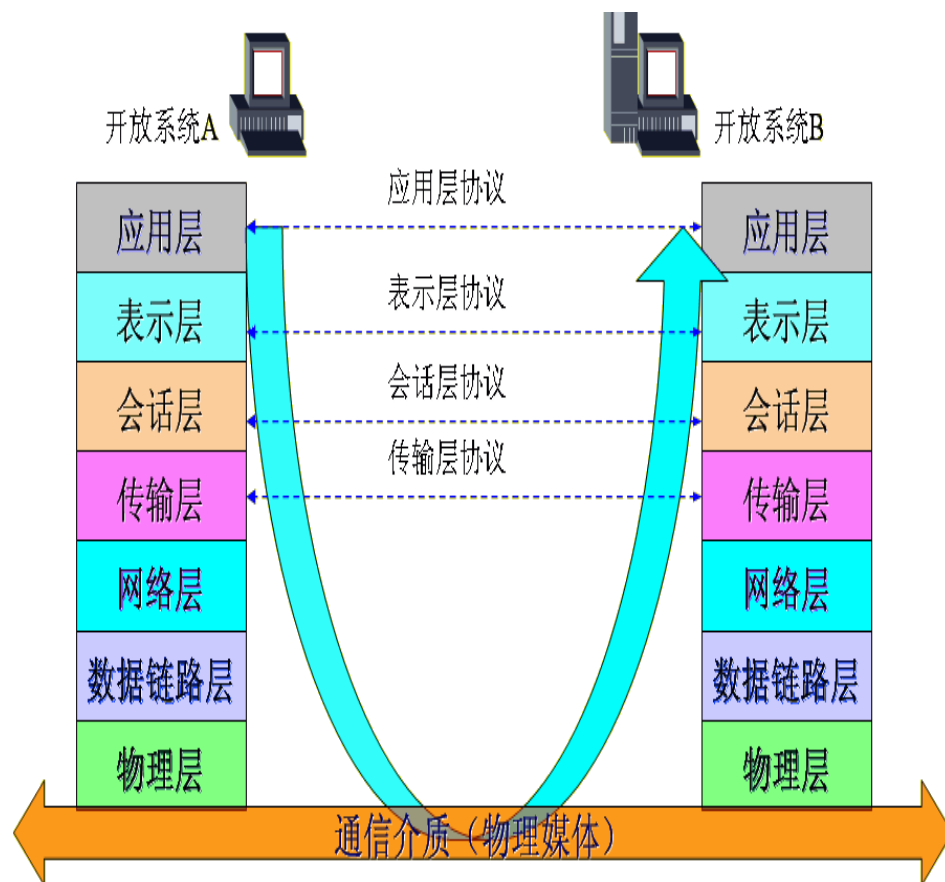 开放系统A
开放系统B
应用层协议
应用层
应用层
表示层协议
表示层
表示层
会话层协议
会话层
会话层
传输层协议
传输层
传输层
网络层
网络层
数据链路层
数据链路层
物理层
物理层
通信介质（物理媒体）